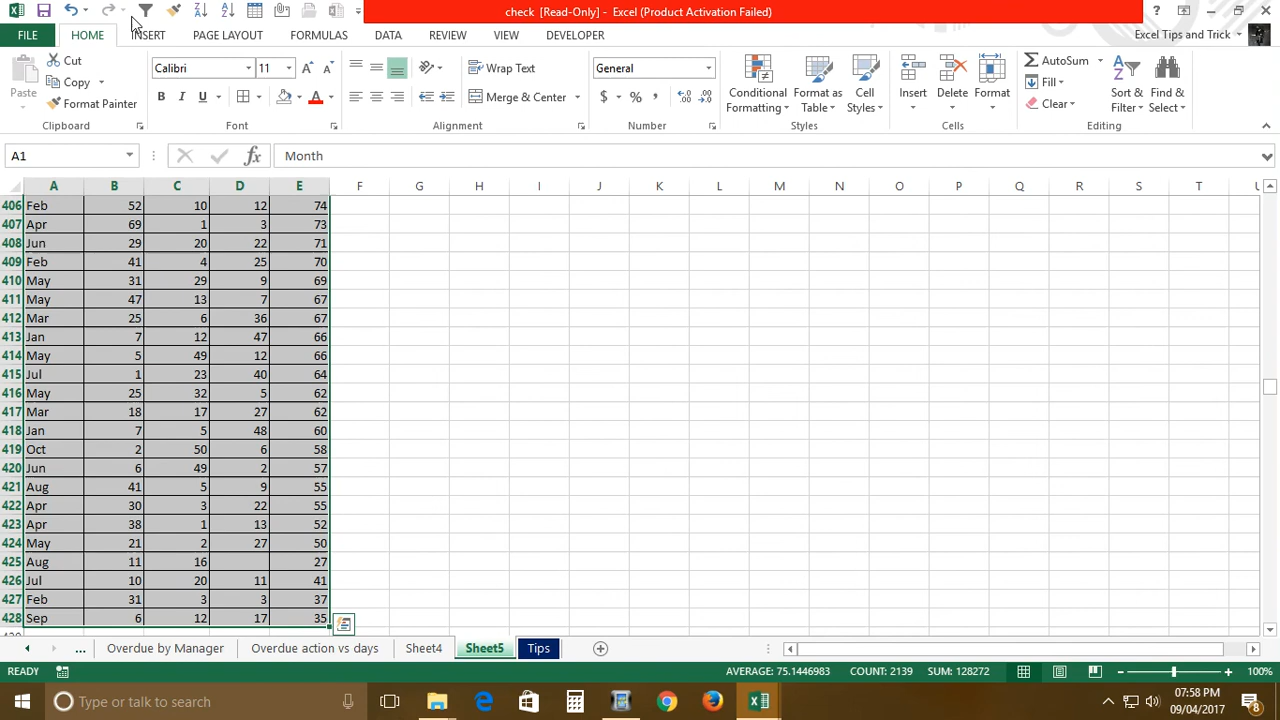 check [Read-Only] - Excel (Product Activation Failed)
FILE HOME INSERT PAGE LAYOUT FORMULAS DATA REVIEW VIEW DEVELOPER Excel Tips and Trick
Paste Cut Copy Format Painter
Calibri 11
B I U A
Wrap Text
Merge & Center
General
$ % ,
Conditional Formatting
Format as Table
Cell Styles
Insert Delete Format
AutoSum Fill Clear
Sort & Filter
Find & Select
Clipboard Font Alignment Number Styles Cells Editing
A1 fx Month
A B C D E F G H I J K L M N O P Q R S T U
406 Feb 52 10 12 74
407 Apr 69 1 3 73
408 Jun 29 20 22 71
409 Feb 41 4 25 70
410 May 31 29 9 69
411 May 47 13 7 67
412 Mar 25 6 36 67
413 Jan 7 12 47 66
414 May 5 49 12 66
415 Jul 1 23 40 64
416 May 25 32 5 62
417 Mar 18 17 27 62
418 Jan 7 5 48 60
419 Oct 2 50 6 58
420 Jun 6 49 2 57
421 Aug 41 5 9 55
422 Apr 30 3 22 55
423 Apr 38 1 13 52
424 May 21 2 27 50
425 Aug 11 16 27
426 Jul 10 20 11 41
427 Feb 31 3 3 37
428 Sep 6 12 17 35
... Overdue by Manager Overdue action vs days Sheet4 Sheet5 Tips
READY AVERAGE: 75.1446983 COUNT: 2139 SUM: 128272 100%
Type or talk to search
07:58 PM
09/04/2017
8